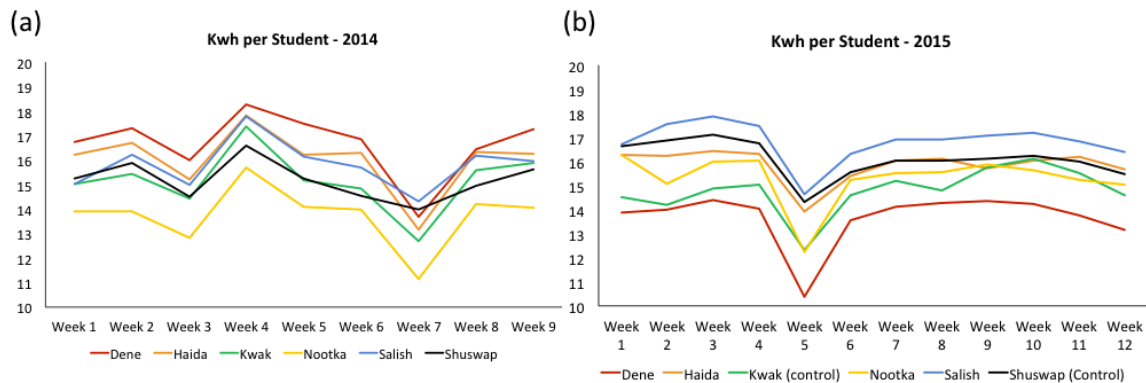 (a)
Kwh per Student - 2014
20
19
18
17
16
15
14
13
12
11
10
Week 1 Week 2 Week 3 Week 4 Week 5 Week 6 Week 7 Week 8 Week 9
Dene Haida Kwak Nootka Salish Shuswap
(b)
Kwh per Student - 2015
20
19
18
17
16
15
14
13
12
11
10
Week Week Week Week Week Week Week Week Week Week Week Week
1 2 3 4 5 6 7 8 9 10 11 12
Dene Haida Kwak (control) Nootka Salish Shuswap (Control)